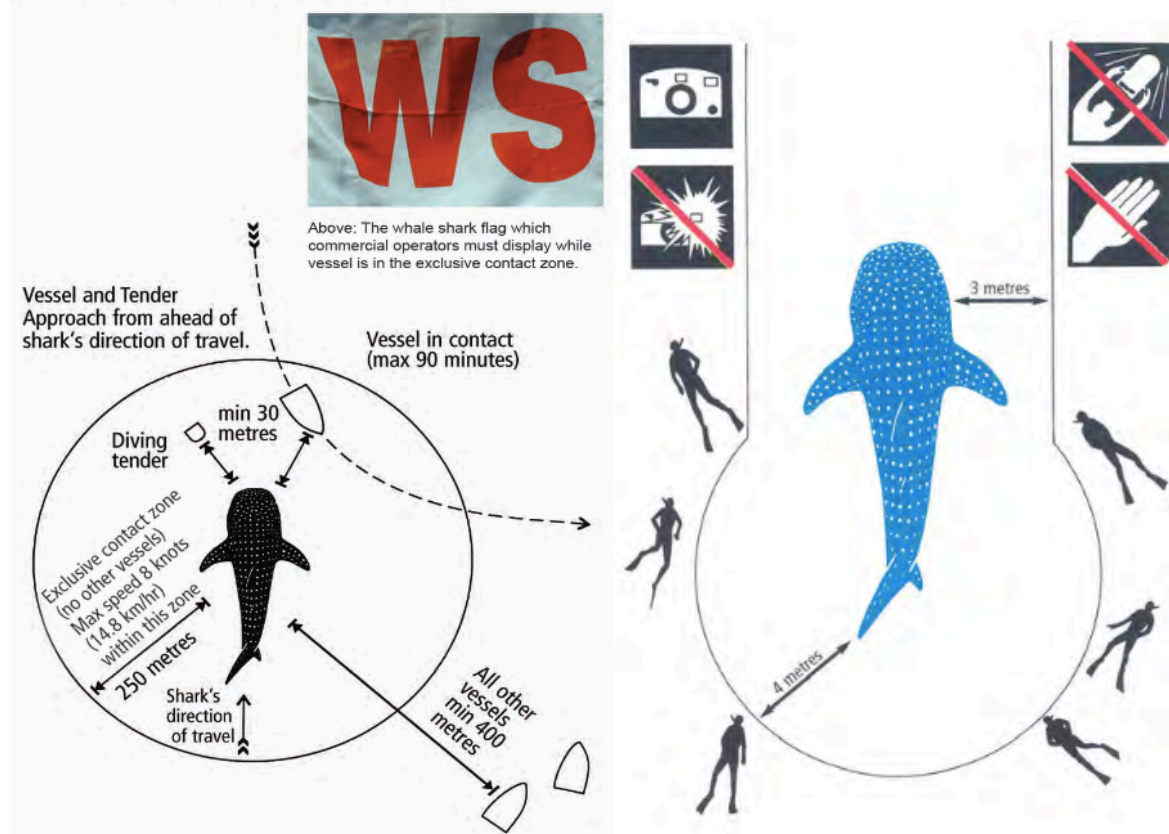 WS
Above: The whale shark flag which
commercial operators must display while
vessel is in the exclusive contact zone.
Vessel and Tender
Approach from ahead of
shark's direction of travel.
Vessel in contact
(max 90 minutes)
min 30
metres
Diving
tender
Exclusive contact zone
(no other vessels)
Max speed 8 knots
(14.8 km/hr)
within this zone
250 metres
Shark's
direction
of travel
All other
vessels
min 400
metres
3 metres
4 metres